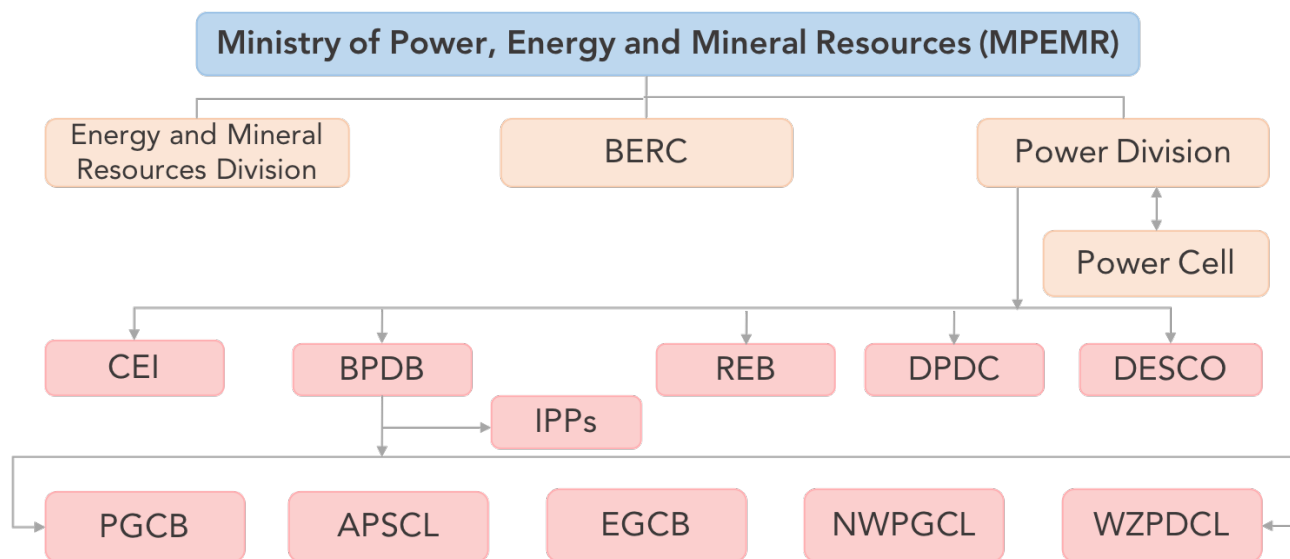 Ministry of Power, Energy and Mineral Resources (MPEMR)
Energy and Mineral
Resources Division
BERC
Power Division
Power Cell
CEI
BPDB
REB
DPDC
DESCO
IPPs
PGCB
APSCL
EGCB
NWPGCL
WZPDCL